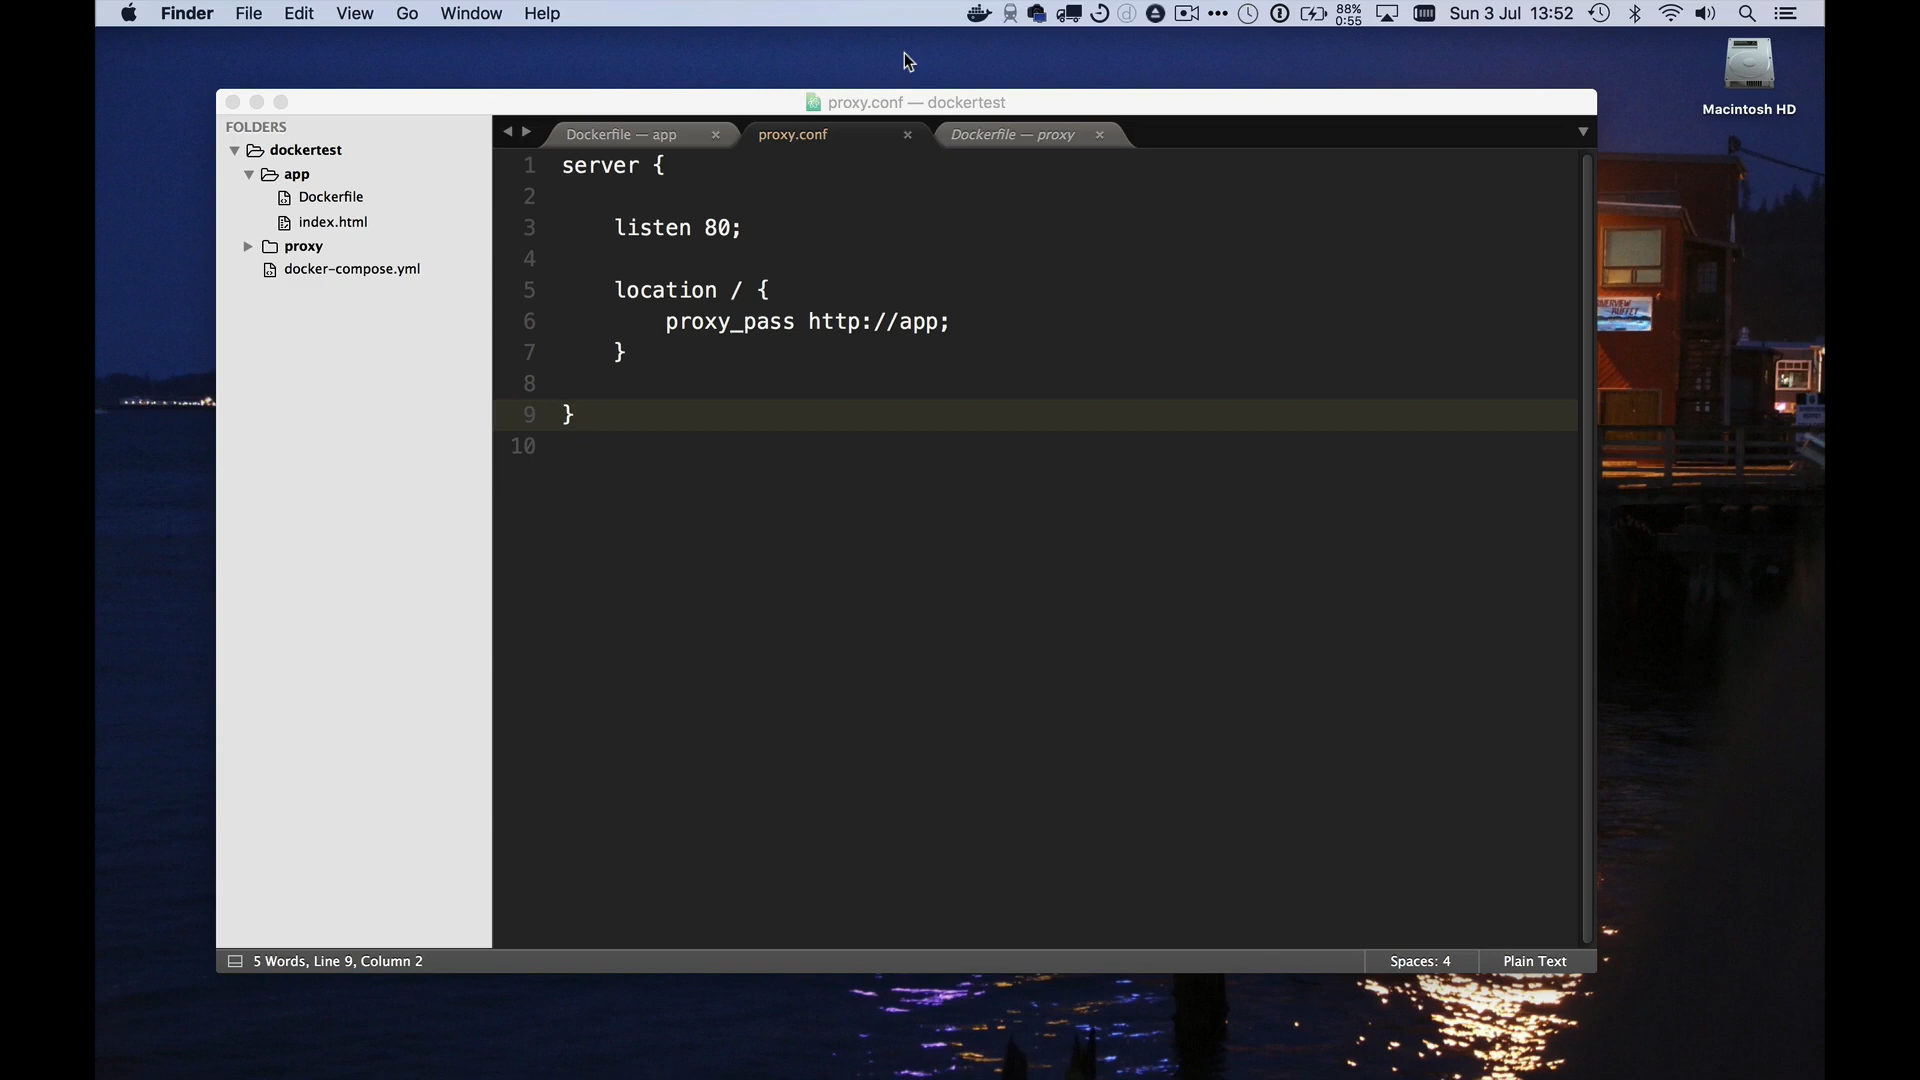 Finder File Edit View Go Window Help 88% 0:55 Sun 3 Jul 13:52
Macintosh HD
proxy.conf — dockertest
FOLDERS
dockertest
app
Dockerfile
index.html
proxy
docker-compose.yml
Dockerfile — app × proxy.conf × Dockerfile — proxy ×
1 server {
2
3 listen 80;
4
5 location / {
6 proxy_pass http://app;
7 }
8
9 }
10
5 Words, Line 9, Column 2 Spaces: 4 Plain Text